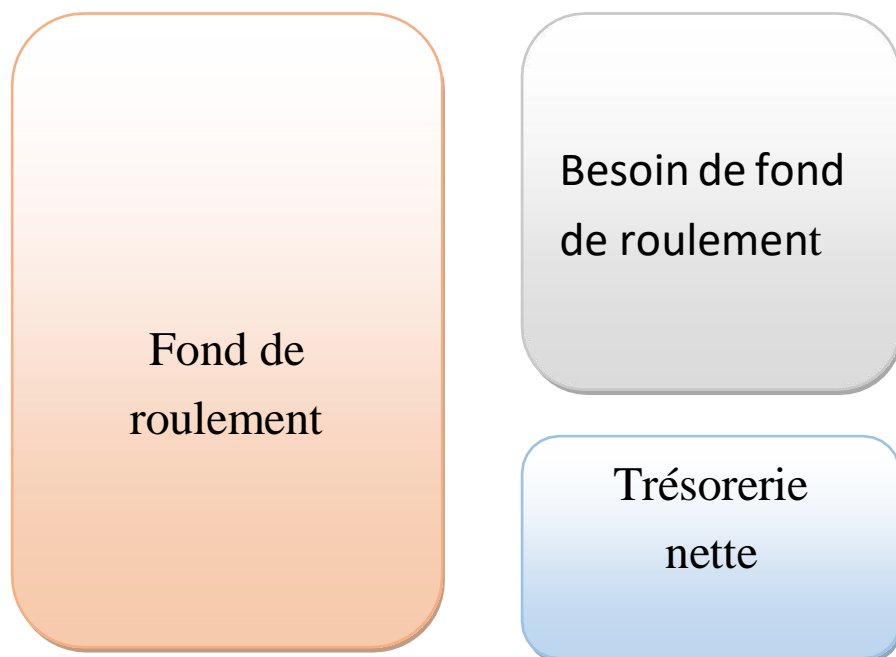 Fond de
roulement
Besoin de fond
de roulement
Trésorerie
nette